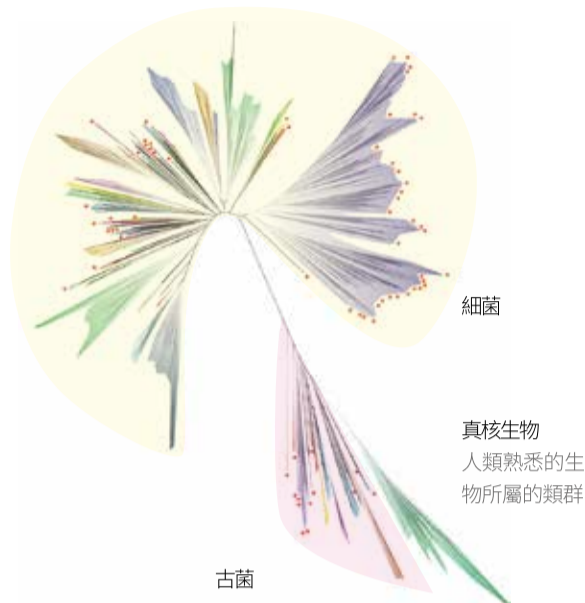 細菌
真核生物
人類熟悉的生
物所屬的類群
古菌